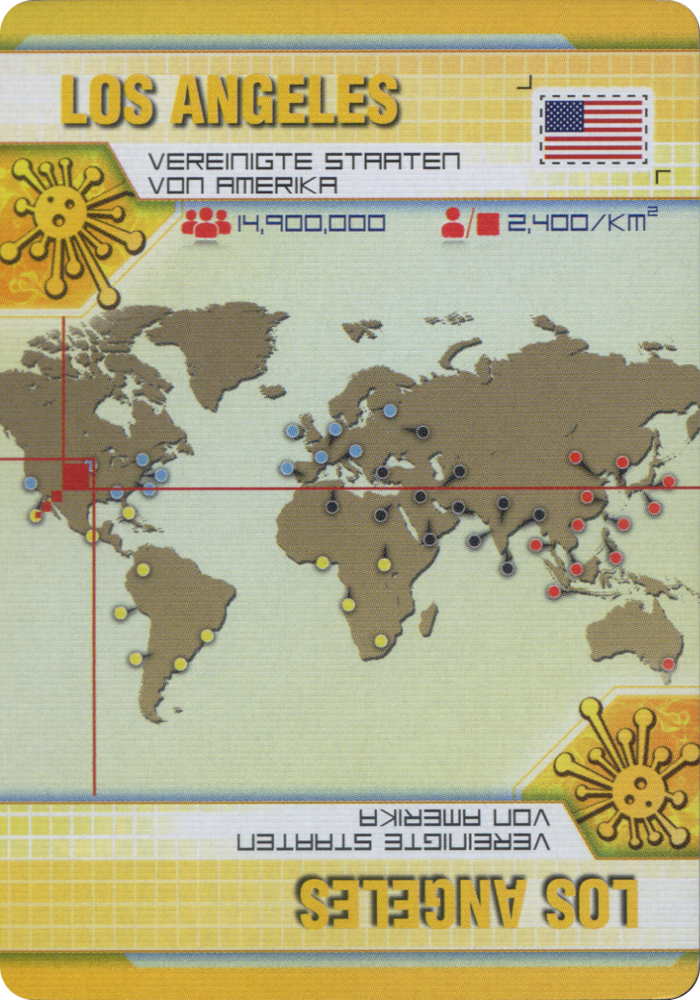 LOS ANGELES
VEREINIGTE STAATEN
VON AMERIKA
14,900,000
2,400/KM²
VEREINIGTE STAATEN
VON AMERIKA
LOS ANGELES